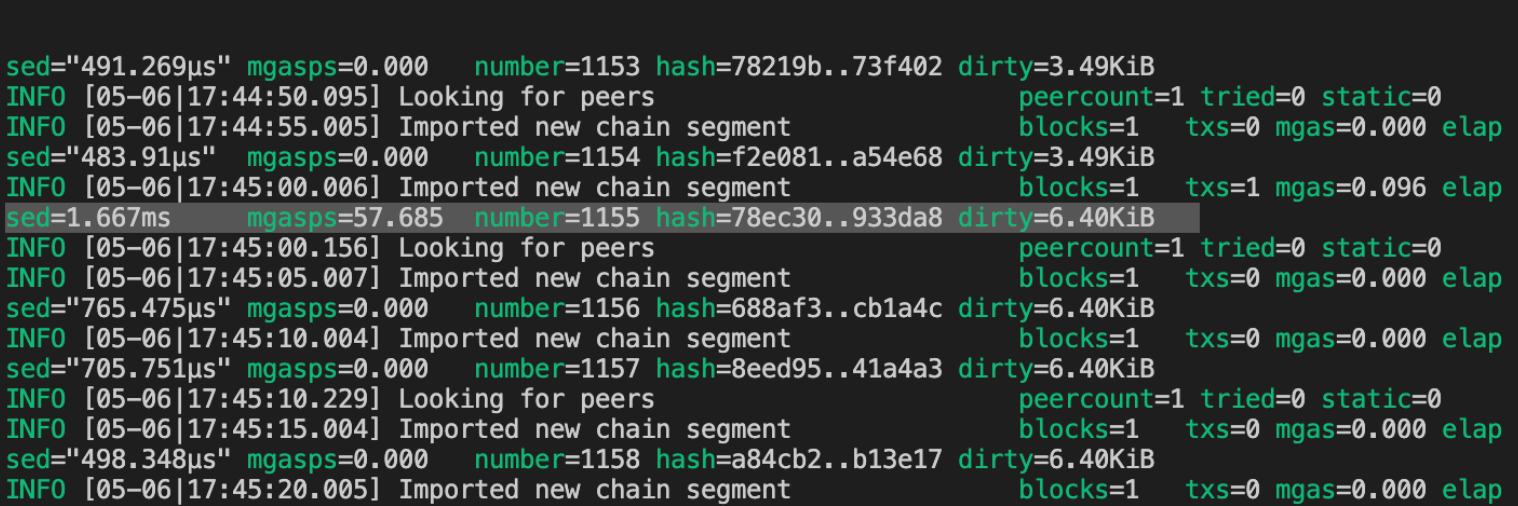 sed="491.269µs" mgasps=0.000   number=1153 hash=78219b..73f402 dirty=3.49KiB
INFO [05-06|17:44:50.095] Looking for peers                        peercount=1 tried=0 static=0
INFO [05-06|17:44:55.005] Imported new chain segment               blocks=1   txs=0 mgas=0.000 elap
sed="483.91µs"  mgasps=0.000   number=1154 hash=f2e081..a54e68 dirty=3.49KiB
INFO [05-06|17:45:00.006] Imported new chain segment               blocks=1   txs=1 mgas=0.096 elap
sed=1.667ms     mgasps=57.685  number=1155 hash=78ec30..933da8 dirty=6.40KiB
INFO [05-06|17:45:00.156] Looking for peers                        peercount=1 tried=0 static=0
INFO [05-06|17:45:05.007] Imported new chain segment               blocks=1   txs=0 mgas=0.000 elap
sed="765.475µs" mgasps=0.000   number=1156 hash=688af3..cb1a4c dirty=6.40KiB
INFO [05-06|17:45:10.004] Imported new chain segment               blocks=1   txs=0 mgas=0.000 elap
sed="705.751µs" mgasps=0.000   number=1157 hash=8eed95..41a4a3 dirty=6.40KiB
INFO [05-06|17:45:10.229] Looking for peers                        peercount=1 tried=0 static=0
INFO [05-06|17:45:15.004] Imported new chain segment               blocks=1   txs=0 mgas=0.000 elap
sed="498.348µs" mgasps=0.000   number=1158 hash=a84cb2..b13e17 dirty=6.40KiB
INFO [05-06|17:45:20.005] Imported new chain segment               blocks=1   txs=0 mgas=0.000 elap